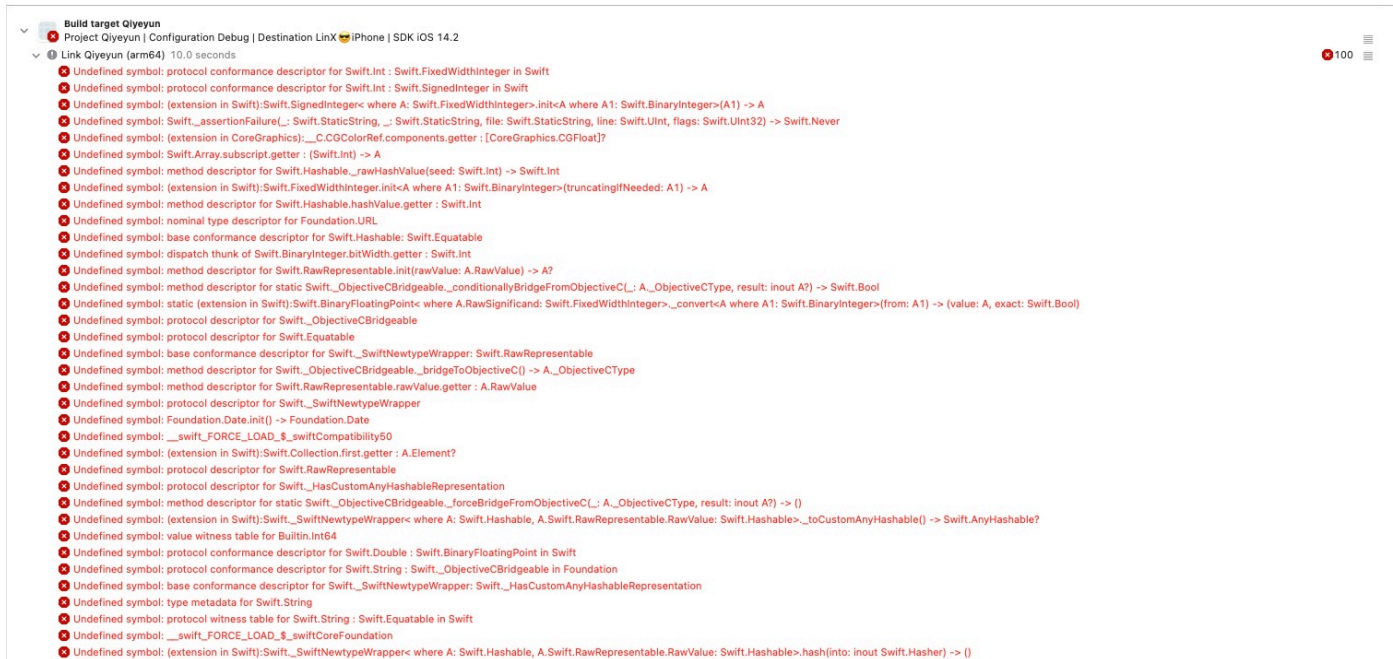 Build target Qiyeyun
Project Qiyeyun | Configuration Debug | Destination LinX😎iPhone | SDK iOS 14.2
Link Qiyeyun (arm64) 10.0 seconds 100
Undefined symbol: protocol conformance descriptor for Swift.Int : Swift.FixedWidthInteger in Swift
Undefined symbol: protocol conformance descriptor for Swift.Int : Swift.SignedInteger in Swift
Undefined symbol: (extension in Swift):Swift.SignedInteger< where A: Swift.FixedWidthInteger>.init<A where A1: Swift.BinaryInteger>(A1) -> A
Undefined symbol: Swift._assertionFailure(_: Swift.StaticString, _: Swift.StaticString, file: Swift.StaticString, line: Swift.UInt, flags: Swift.UInt32) -> Swift.Never
Undefined symbol: (extension in CoreGraphics):__C.CGColorRef.components.getter : [CoreGraphics.CGFloat]?
Undefined symbol: Swift.Array.subscript.getter : (Swift.Int) -> A
Undefined symbol: method descriptor for Swift.Hashable._rawHashValue(seed: Swift.Int) -> Swift.Int
Undefined symbol: (extension in Swift):Swift.FixedWidthInteger.init<A where A1: Swift.BinaryInteger>(truncatingIfNeeded: A1) -> A
Undefined symbol: method descriptor for Swift.Hashable.hashValue.getter : Swift.Int
Undefined symbol: nominal type descriptor for Foundation.URL
Undefined symbol: base conformance descriptor for Swift.Hashable: Swift.Equatable
Undefined symbol: dispatch thunk of Swift.BinaryInteger.bitWidth.getter : Swift.Int
Undefined symbol: method descriptor for Swift.RawRepresentable.init(rawValue: A.RawValue) -> A?
Undefined symbol: method descriptor for static Swift._ObjectiveCBridgeable._conditionallyBridgeFromObjectiveC(_: A._ObjectiveCType, result: inout A?) -> Swift.Bool
Undefined symbol: static (extension in Swift):Swift.BinaryFloatingPoint< where A.RawSignificand: Swift.FixedWidthInteger>._convert<A where A1: Swift.BinaryInteger>(from: A1) -> (value: A, exact: Swift.Bool)
Undefined symbol: protocol descriptor for Swift._ObjectiveCBridgeable
Undefined symbol: protocol descriptor for Swift.Equatable
Undefined symbol: base conformance descriptor for Swift._SwiftNewtypeWrapper: Swift.RawRepresentable
Undefined symbol: method descriptor for Swift._ObjectiveCBridgeable._bridgeToObjectiveC() -> A._ObjectiveCType
Undefined symbol: method descriptor for Swift.RawRepresentable.rawValue.getter : A.RawValue
Undefined symbol: protocol descriptor for Swift._SwiftNewtypeWrapper
Undefined symbol: Foundation.Date.init() -> Foundation.Date
Undefined symbol: __swift_FORCE_LOAD_$_swiftCompatibility50
Undefined symbol: (extension in Swift):Swift.Collection.first.getter : A.Element?
Undefined symbol: protocol descriptor for Swift.RawRepresentable
Undefined symbol: protocol descriptor for Swift._HasCustomAnyHashableRepresentation
Undefined symbol: method descriptor for static Swift._ObjectiveCBridgeable._forceBridgeFromObjectiveC(_: A._ObjectiveCType, result: inout A?) -> ()
Undefined symbol: (extension in Swift):Swift._SwiftNewtypeWrapper< where A: Swift.Hashable, A.Swift.RawRepresentable.RawValue: Swift.Hashable>._toCustomAnyHashable() -> Swift.AnyHashable?
Undefined symbol: value witness table for Builtin.Int64
Undefined symbol: protocol conformance descriptor for Swift.Double : Swift.BinaryFloatingPoint in Swift
Undefined symbol: protocol conformance descriptor for Swift.String : Swift._ObjectiveCBridgeable in Foundation
Undefined symbol: base conformance descriptor for Swift._SwiftNewtypeWrapper: Swift._HasCustomAnyHashableRepresentation
Undefined symbol: type metadata for Swift.String
Undefined symbol: protocol witness table for Swift.String : Swift.Equatable in Swift
Undefined symbol: __swift_FORCE_LOAD_$_swiftCoreFoundation
Undefined symbol: (extension in Swift):Swift._SwiftNewtypeWrapper< where A: Swift.Hashable, A.Swift.RawRepresentable.RawValue: Swift.Hashable>.hash(into: inout Swift.Hasher) -> ()